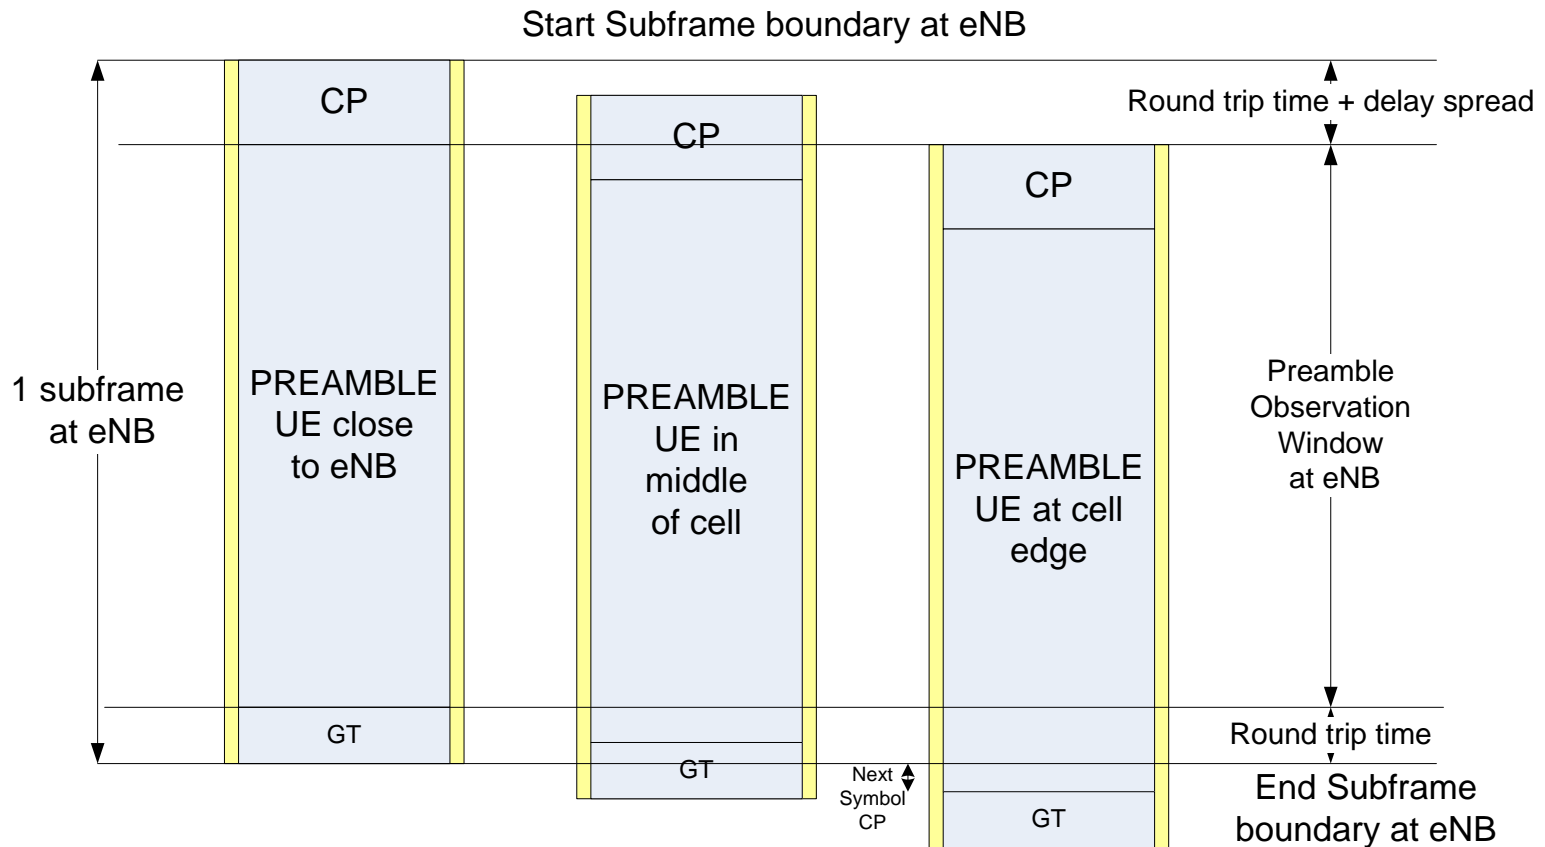 Start Subframe boundary at eNB
CP
CP
CP
Round trip time + delay spread
1 subframe
at eNB
PREAMBLE
UE close
to eNB
PREAMBLE
UE in
middle
of cell
PREAMBLE
UE at cell
edge
Preamble
Observation
Window
at eNB
GT
GT
GT
Next
Symbol
CP
Round trip time
End Subframe
boundary at eNB